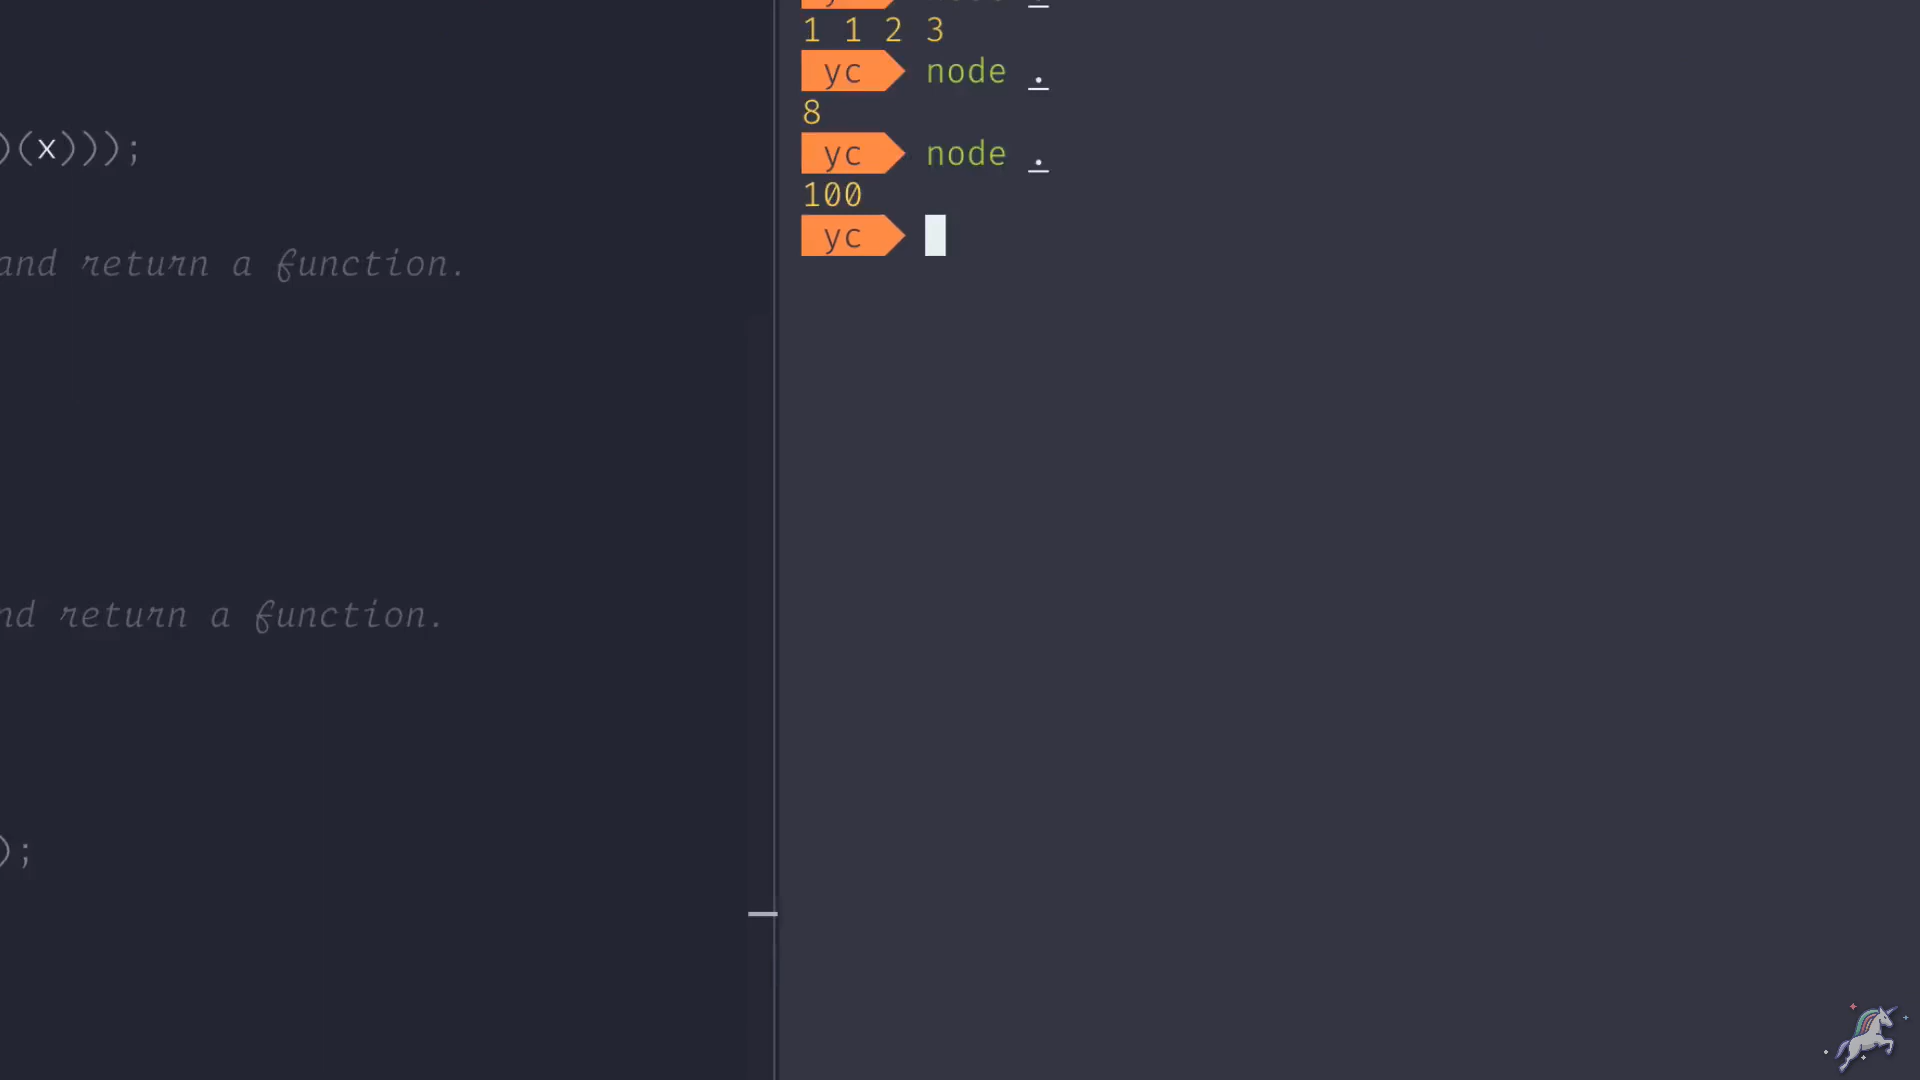 )(x)));
and return a function.
nd return a function.
);
1 1 2 3
yc node .
8
yc node .
100
yc